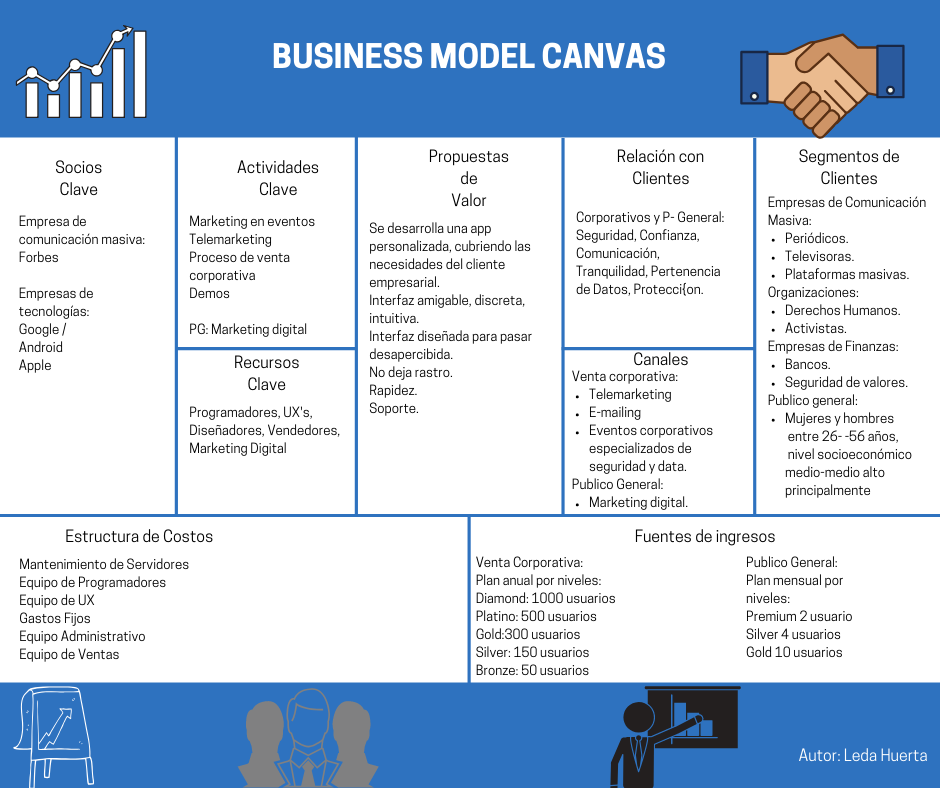 BUSINESS MODEL CANVAS
Socios
Clave
Empresa de
comunicación masiva:
Forbes
Empresas de
tecnologías:
Google /
Android
Apple
Actividades
Clave
Marketing en eventos
Telemarketing
Proceso de venta
corporativa
Demos
PG: Marketing digital
Recursos
Clave
Programadores, UX's,
Diseñadores, Vendedores,
Marketing Digital
Propuestas
de
Valor
Se desarrolla una app
personalizada, cubriendo las
necesidades del cliente
empresarial.
Interfaz amigable, discreta,
intuitiva.
Interfaz diseñada para pasar
desapercibida.
No deja rastro.
Rapidez.
Soporte.
Relación con
Clientes
Corporativos y P- General:
Seguridad, Confianza,
Comunicación,
Tranquilidad, Pertenencia
de Datos, Protecci{on.
Canales
Venta corporativa:
• Telemarketing
• E-mailing
• Eventos corporativos
especializados de
seguridad y data.
Publico General:
• Marketing digital.
Segmentos de
Clientes
Empresas de Comunicación
Masiva:
• Periódicos.
• Televisoras.
• Plataformas masivas.
Organizaciones:
• Derechos Humanos.
• Activistas.
Empresas de Finanzas:
• Bancos.
• Seguridad de valores.
Publico general:
• Mujeres y hombres
entre 26- -56 años,
nivel socioeconómico
medio-medio alto
principalmente
Estructura de Costos
Mantenimiento de Servidores
Equipo de Programadores
Equipo de UX
Gastos Fijos
Equipo Administrativo
Equipo de Ventas
Fuentes de ingresos
Venta Corporativa:
Plan anual por niveles:
Diamond: 1000 usuarios
Platino: 500 usuarios
Gold:300 usuarios
Silver: 150 usuarios
Bronze: 50 usuarios
Publico General:
Plan mensual por
niveles:
Premium 2 usuario
Silver 4 usuarios
Gold 10 usuarios
Autor: Leda Huerta